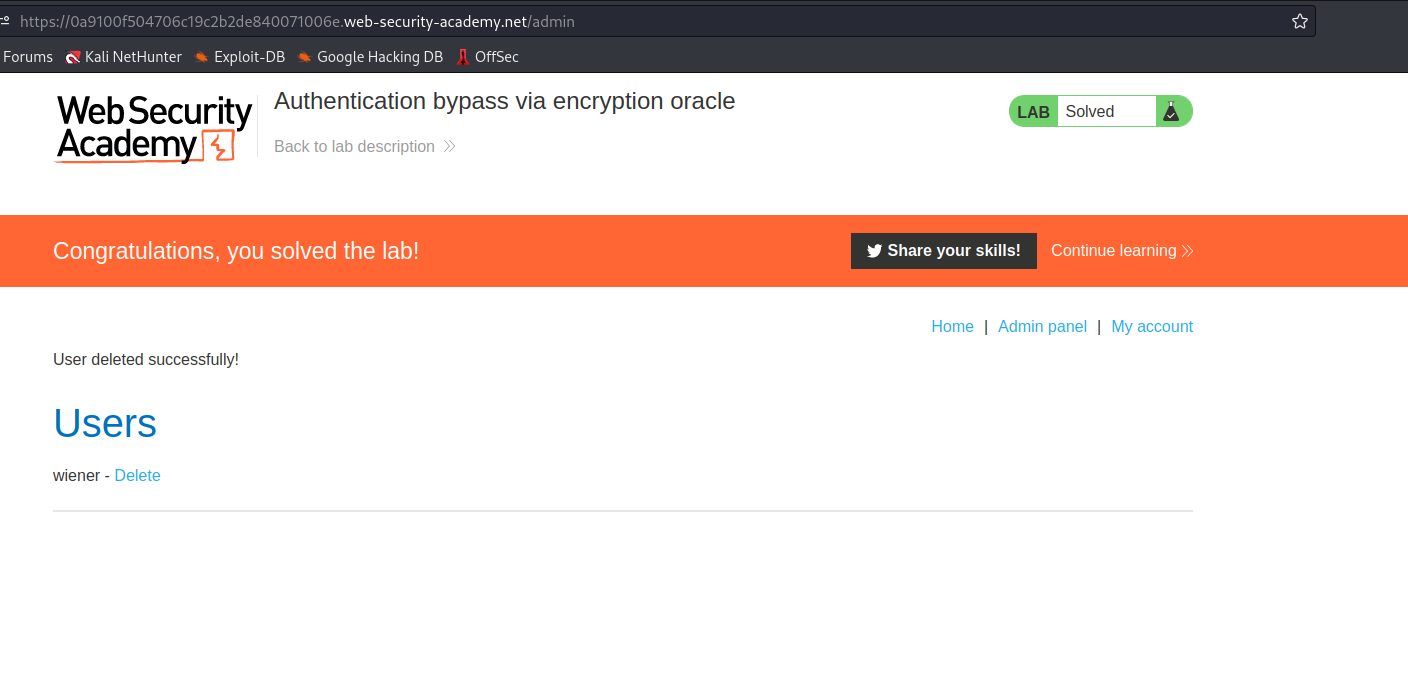 https://0a9100f504706c19c2b2de840071006e.web-security-academy.net/admin
Forums Kali NetHunter Exploit-DB Google Hacking DB OffSec
Web Security
Academy
Authentication bypass via encryption oracle
Back to lab description
LAB Solved
Congratulations, you solved the lab!
Share your skills! Continue learning
Home | Admin panel | My account
User deleted successfully!
Users
wiener - Delete